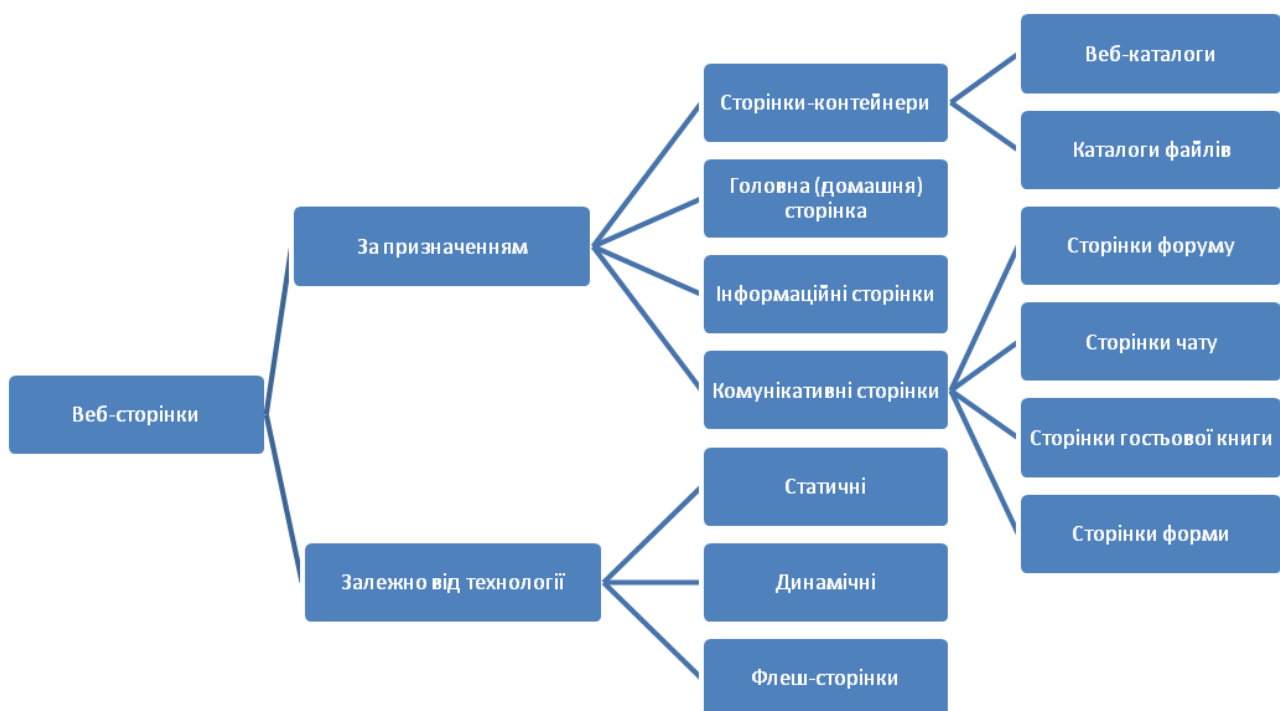 Веб-сторінки
За призначенням
Сторінки-контейнери
Веб-каталоги
Каталоги файлів
Головна (домашня)
сторінка
Інформаційні сторінки
Комунікативні сторінки
Сторінки форуму
Сторінки чату
Сторінки гостьової книги
Сторінки форми
Залежно від технології
Статичні
Динамічні
Флеш-сторінки